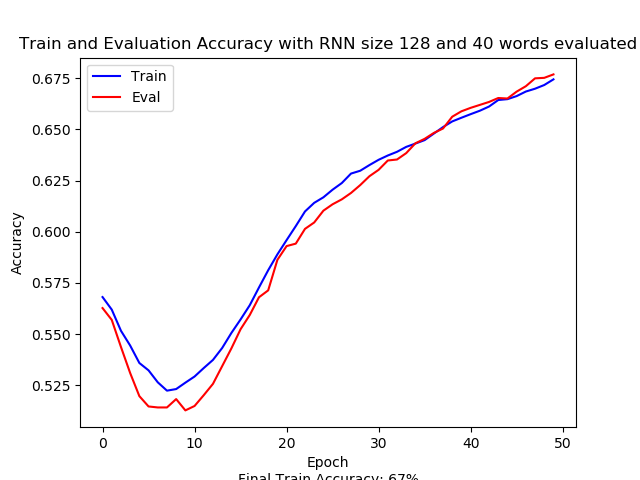 Train and Evaluation Accuracy with RNN size 128 and 40 words evaluated
Train
Eval
Accuracy
0.675
0.650
0.625
0.600
0.575
0.550
0.525
0 10 20 30 40 50
Epoch
Final Train Accuracy: 67%